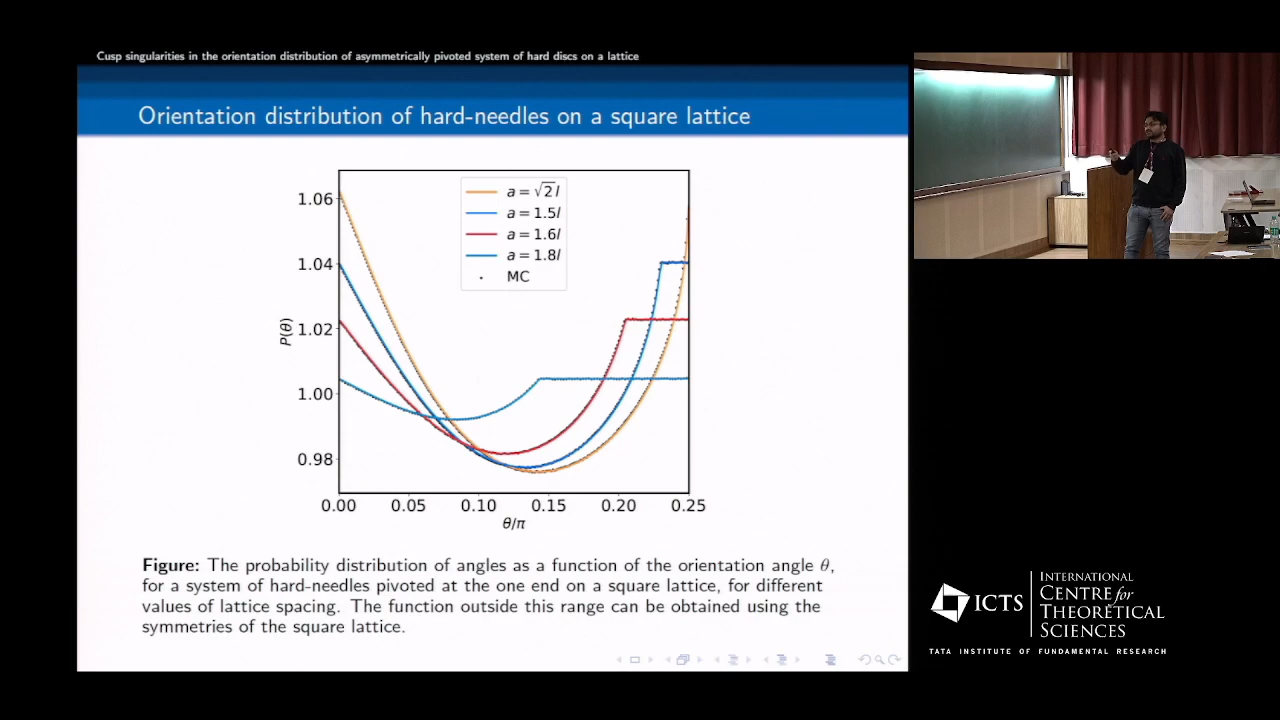 Cusp singularities in the orientation distribution of asymmetrically pivoted system of hard discs on a lattice
Orientation distribution of hard-needles on a square lattice
a = √2 l
a = 1.5l
a = 1.6l
a = 1.8l
MC
1.06
1.04
1.02
1.00
0.98
P(θ)
0.00 0.05 0.10 0.15 0.20 0.25
θ/π
Figure: The probability distribution of angles as a function of the orientation angle θ,
for a system of hard-needles pivoted at the one end on a square lattice, for different
values of lattice spacing. The function outside this range can be obtained using the
symmetries of the square lattice.
ICTS
INTERNATIONAL
CENTRE for
THEORETICAL
SCIENCES
TATA INSTITUTE OF FUNDAMENTAL RESEARCH